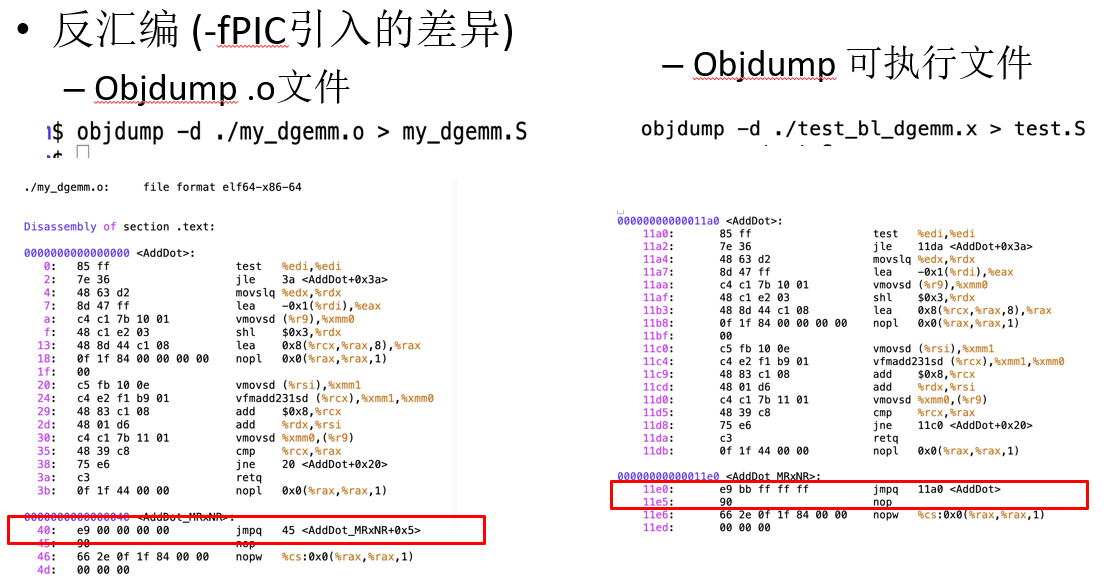 • 反汇编 (-fPIC引入的差异)
– Objdump .o文件
$ objdump -d ./my_dgemm.o > my_dgemm.S
./my_dgemm.o:     file format elf64-x86-64
Disassembly of section .text:
0000000000000000 <AddDot>:
0: 85 ff test %edi,%edi
2: 7e 36 jle 3a <AddDot+0x3a>
4: 48 63 d2 movslq %edx,%rdx
7: 8d 47 ff lea -0x1(%rdi),%eax
a: c4 c1 7b 10 01 vmovsd (%r9),%xmm0
f: 48 c1 e2 03 shl $0x3,%rdx
13: 48 8d 44 c1 08 lea 0x8(%rcx,%rax,8),%rax
18: 0f 1f 84 00 00 00 00 nopl 0x0(%rax,%rax,1)
1f: 00
20: c5 fb 10 0e vmovsd (%rsi),%xmm1
24: c4 e2 f1 b9 01 vfmadd231sd (%rcx),%xmm1,%xmm0
29: 48 83 c1 08 add $0x8,%rcx
2d: 48 01 d6 add %rdx,%rsi
30: c4 c1 7b 11 01 vmovsd %xmm0,(%r9)
35: 48 39 c8 cmp %rcx,%rax
38: 75 e6 jne 20 <AddDot+0x20>
3a: c3 retq
3b: 0f 1f 44 00 00 nopl 0x0(%rax,%rax,1)
0000000000000040 <AddDot_MRxNR>:
40: e9 00 00 00 00 jmpq 45 <AddDot_MRxNR+0x5>
45: 90 nop
46: 66 2e 0f 1f 84 00 00 nopw %cs:0x0(%rax,%rax,1)
4d: 00 00 00
– Objdump 可执行文件
objdump -d ./test_bl_dgemm.x > test.S
00000000000011a0 <AddDot>:
11a0: 85 ff test %edi,%edi
11a2: 7e 36 jle 11da <AddDot+0x3a>
11a4: 48 63 d2 movslq %edx,%rdx
11a7: 8d 47 ff lea -0x1(%rdi),%eax
11aa: c4 c1 7b 10 01 vmovsd (%r9),%xmm0
11af: 48 c1 e2 03 shl $0x3,%rdx
11b3: 48 8d 44 c1 08 lea 0x8(%rcx,%rax,8),%rax
11b8: 0f 1f 84 00 00 00 00 nopl 0x0(%rax,%rax,1)
11bf: 00
11c0: c5 fb 10 0e vmovsd (%rsi),%xmm1
11c4: c4 e2 f1 b9 01 vfmadd231sd (%rcx),%xmm1,%xmm0
11c9: 48 83 c1 08 add $0x8,%rcx
11cd: 48 01 d6 add %rdx,%rsi
11d0: c4 c1 7b 11 01 vmovsd %xmm0,(%r9)
11d5: 48 39 c8 cmp %rcx,%rax
11d8: 75 e6 jne 11c0 <AddDot+0x20>
11da: c3 retq
11db: 0f 1f 44 00 00 nopl 0x0(%rax,%rax,1)
00000000000011e0 <AddDot_MRxNR>:
11e0: e9 bb ff ff ff jmpq 11a0 <AddDot>
11e5: 90 nop
11e6: 66 2e 0f 1f 84 00 00 nopw %cs:0x0(%rax,%rax,1)
11ed: 00 00 00